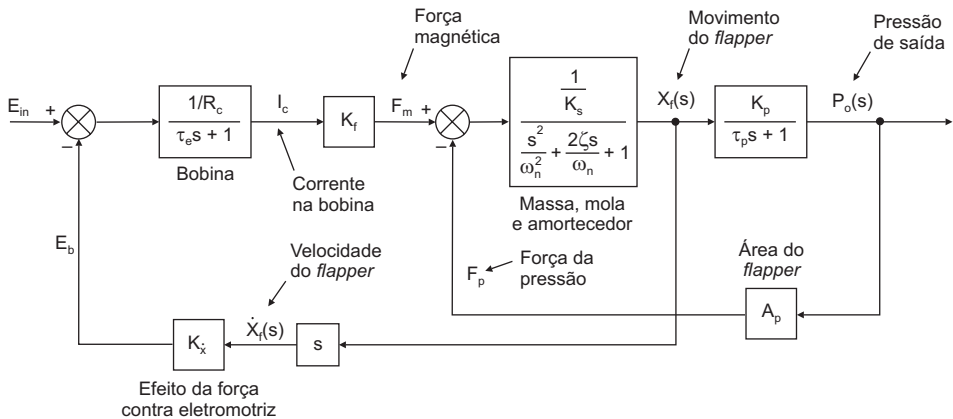 Força
magnética
Movimento
do flapper
Pressão
de saída
E_in
+
−
1/R_c
τ_e s + 1
Bobina
I_c
K_f
F_m
+
−
1
K_s
s²
ω_n²
+
2ζs
ω_n
+ 1
Massa, mola
e amortecedor
X_f(s)
K_p
τ_p s + 1
P_o(s)
Corrente
na bobina
E_b
Velocidade
do flapper
F_p
Força da
pressão
Área do
flapper
A_p
K_ẋ
Ẋ_f(s)
s
Efeito da força
contra eletromotriz